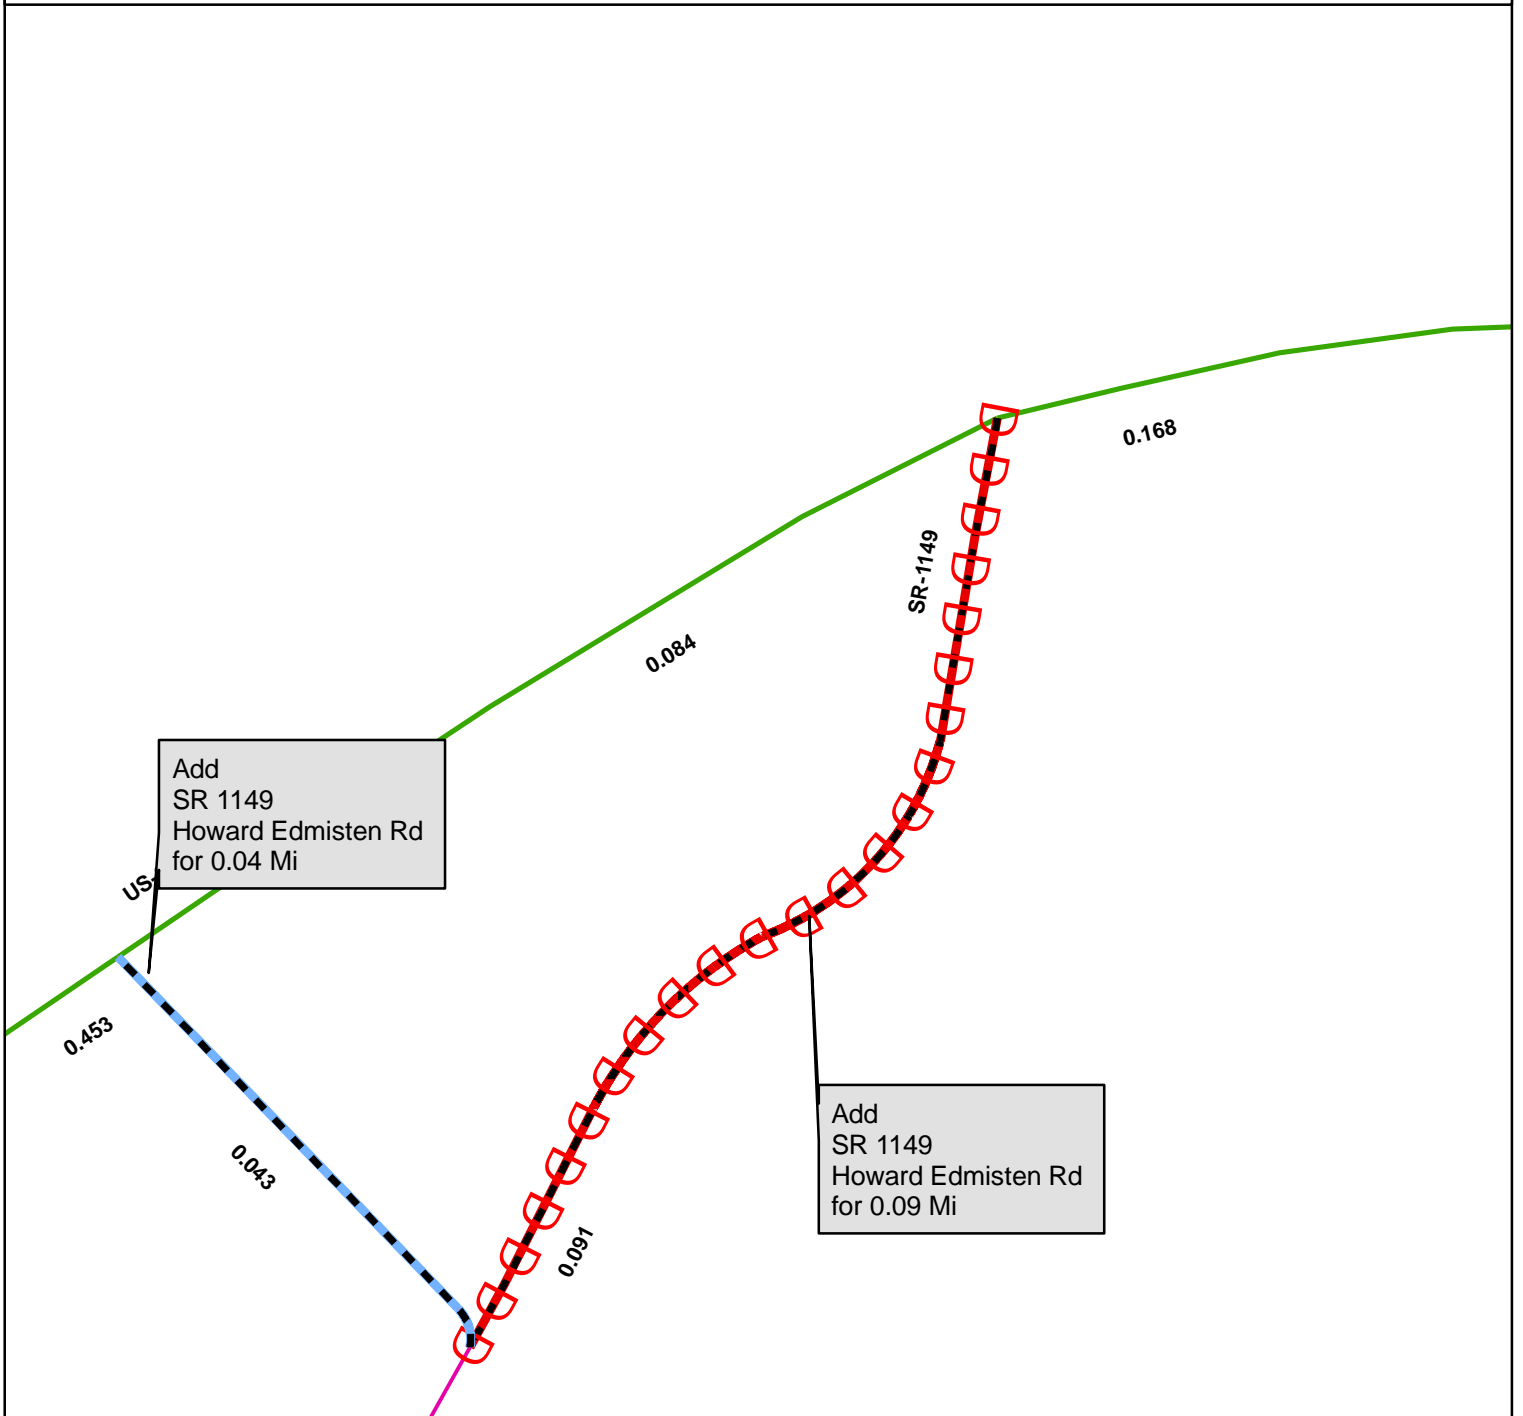 0.168
SR-1149
0.084
Add
SR 1149
Howard Edmisten Rd
for 0.04 Mi
US-
0.453
0.043
Add
SR 1149
Howard Edmisten Rd
for 0.09 Mi
0.091